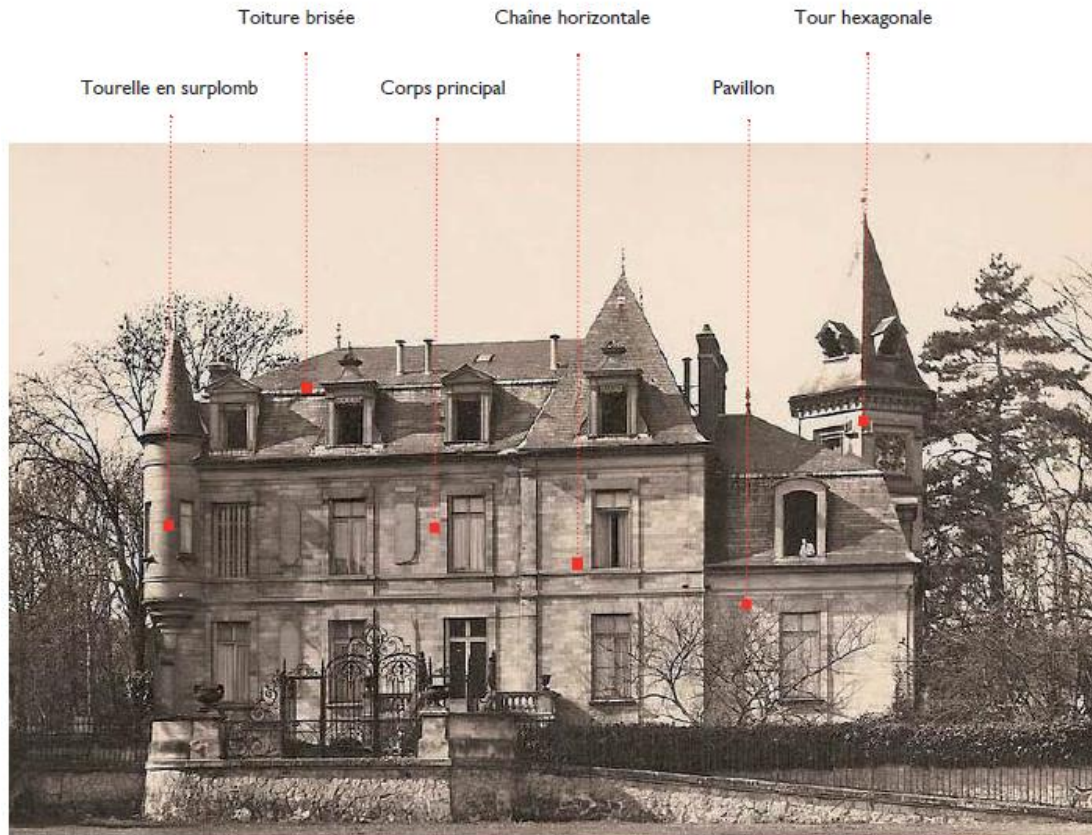 Toiture brisée
Chaîne horizontale
Tour hexagonale
Tourelle en surplomb
Corps principal
Pavillon